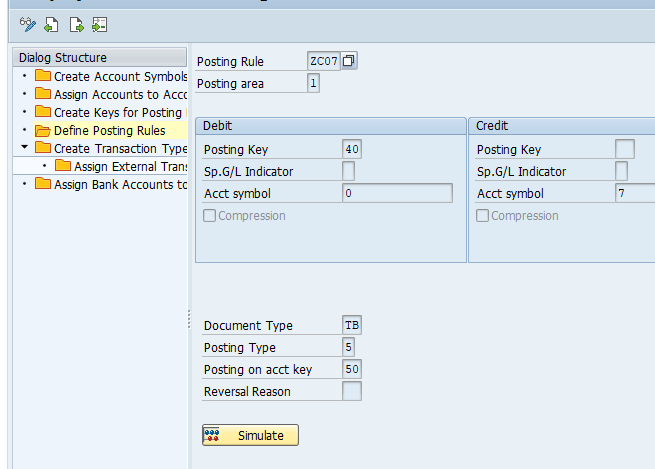 Dialog Structure
Create Account Symbols
Assign Accounts to Acco
Create Keys for Posting
Define Posting Rules
Create Transaction Type
Assign External Trans
Assign Bank Accounts to
Posting Rule ZC07
Posting area 1
Debit
Posting Key 40
Sp.G/L Indicator
Acct symbol 0
Compression
Credit
Posting Key
Sp.G/L Indicator
Acct symbol 7
Compression
Document Type TB
Posting Type 5
Posting on acct key 50
Reversal Reason
Simulate